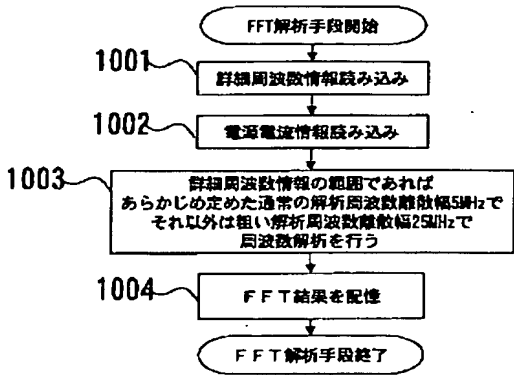 FFT解析手段開始
1001
詳細周波数情報読み込み
1002
電源電流情報読み込み
1003
詳細周波数情報の範囲であれば
あらかじめ定めた通常の解析周波数離散幅5MHzで
それ以外は粗い解析周波数離散幅25MHzで
周波数解析を行う
1004
ＦＦＴ結果を記憶
ＦＦＴ解析手段終了